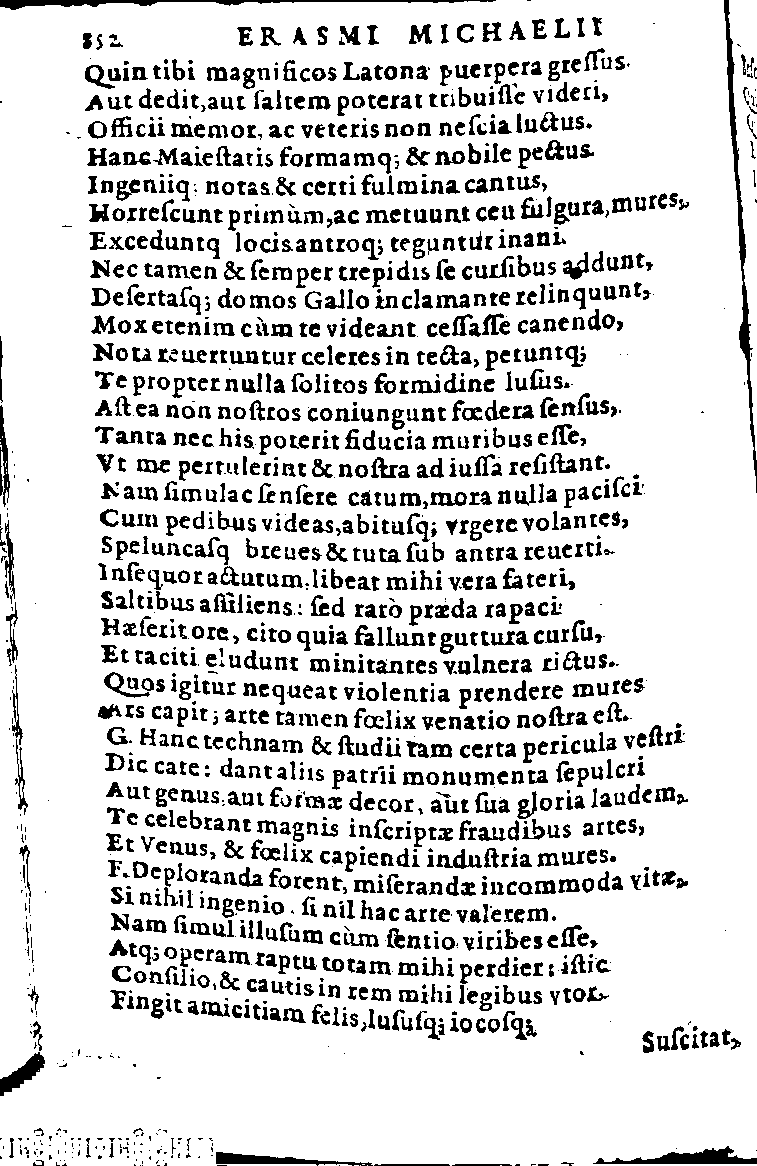 852. ERASMI MICHAELII
Quin tibi magnificos Latona puerpera greſſus.
Aut dedit, aut ſaltem poterat tribuiſſe videri,
Officii memor, ac veteris non neſcia luctus.
Hanc Maieſtatis formamq; & nobile pectus.
Ingeniiq; notas & certi fulmina cantus,
Horreſcunt primùm, ac metuunt ceu fulgura, mures,
Exceduntq locis antroq; teguntur inani.
Nec tamen & ſemper trepidis ſe curſibus addunt,
Deſertaſq; domos Gallo inclamante relinquunt,
Mox etenim cùm te videant ceſſaſſe canendo,
Nota reuertuntur celeres in tecta, petuntq;
Te propter nulla ſolitos formidine luſus.
Aſt ea non noſtros coniungunt fœdera ſenſus,
Tanta nec his poterit fiducia muribus eſſe,
Vt me pertulerint & noſtra ad iuſſa reſiſtant.
Nam ſimulac ſenſere catum, mora nulla paciſci
Cum pedibus videas, abituſq; vrgere volantes,
Speluncaſq breues & tuta ſub antra reuerti.
Inſequor actutum, libeat mihi vera fateri,
Saltibus aſſiliens: ſed rarò præda rapaci
Hæſerit ore, cito quia fallunt guttura curſu,
Et taciti eludunt minitantes vulnera rictus.
Quos igitur nequeat violentia prendere mures
Ars capit; arte tamen fœlix venatio noſtra eſt.
G. Hanc technam & ſtudii tam certa pericula veſtri
Dic cate: dant aliis patrii monumenta ſepulcri
Aut genus, aut formæ decor, aut ſua gloria laudem,
Te celebrant magnis inſcriptæ fraudibus artes,
Et Venus, & fœlix capiendi induſtria mures.
F. Deploranda forent, miſerandæ incommoda vitæ,
Si nihil ingenio. ſi nil hac arte valerem.
Nam ſimul illuſum cùm ſentio viribes eſſe,
Atq; operam raptu totam mihi perdier: iſtic
Conſilio, & cautis in rem mihi legibus vtor.
Fingit amicitiam felis, luſuſq; iocoſq;
Suſcitat,